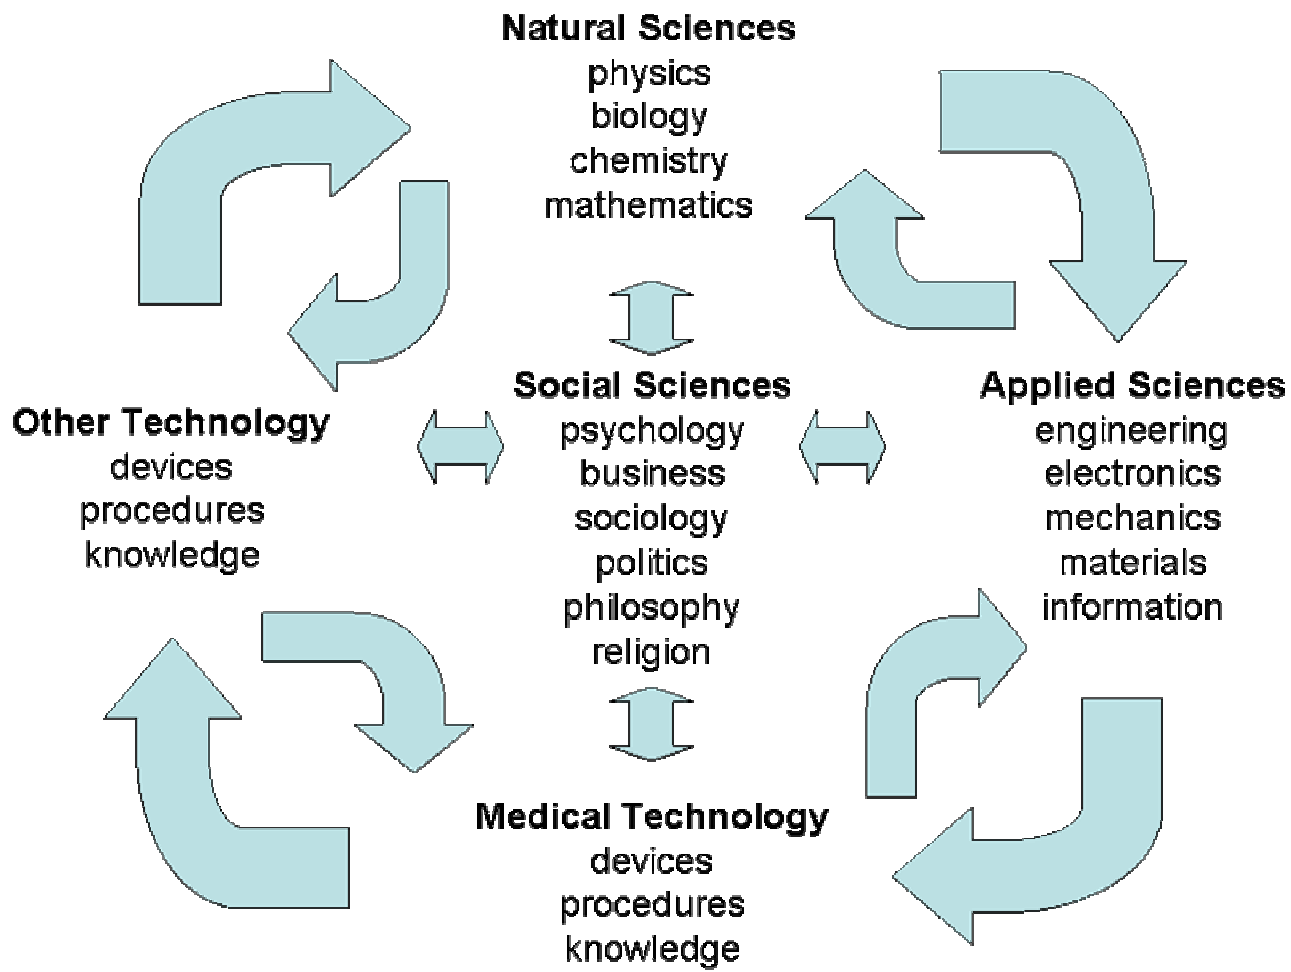 Natural Sciences
physics
biology
chemistry
mathematics
Social Sciences
psychology
business
sociology
politics
philosophy
religion
Applied Sciences
engineering
electronics
mechanics
materials
information
Other Technology
devices
procedures
knowledge
Medical Technology
devices
procedures
knowledge